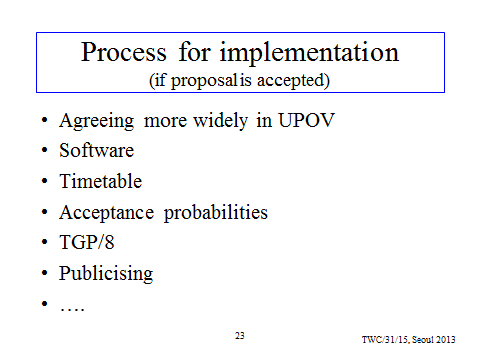 Process for implementation
(if proposal is accepted)
• Agreeing more widely in UPOV
• Software
• Timetable
• Acceptance probabilities
• TGP/8
• Publicising
• ….
23
TWC/31/15, Seoul 2013